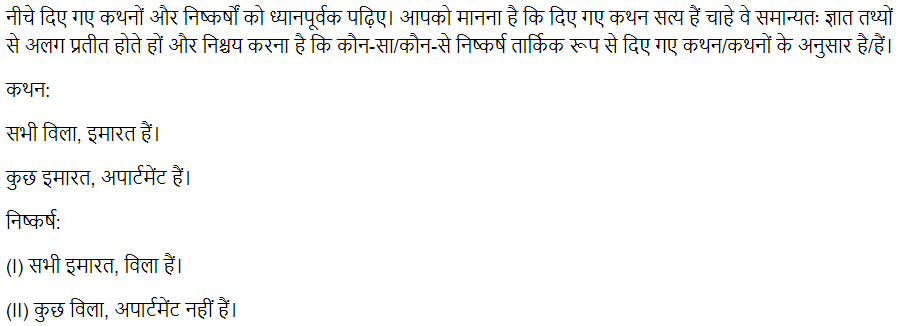 नीचे दिए गए कथनों और निष्कर्षों को ध्यानपूर्वक पढ़िए। आपको मानना है कि दिए गए कथन सत्य हैं चाहे वे समान्यतः ज्ञात तथ्यों
से अलग प्रतीत होते हों और निश्चय करना है कि कौन-सा/कौन-से निष्कर्ष तार्किक रूप से दिए गए कथन/कथनों के अनुसार है/हैं।
कथन:
सभी विला, इमारत हैं।
कुछ इमारत, अपार्टमेंट हैं।
निष्कर्ष:
(I) सभी इमारत, विला हैं।
(II) कुछ विला, अपार्टमेंट नहीं हैं।